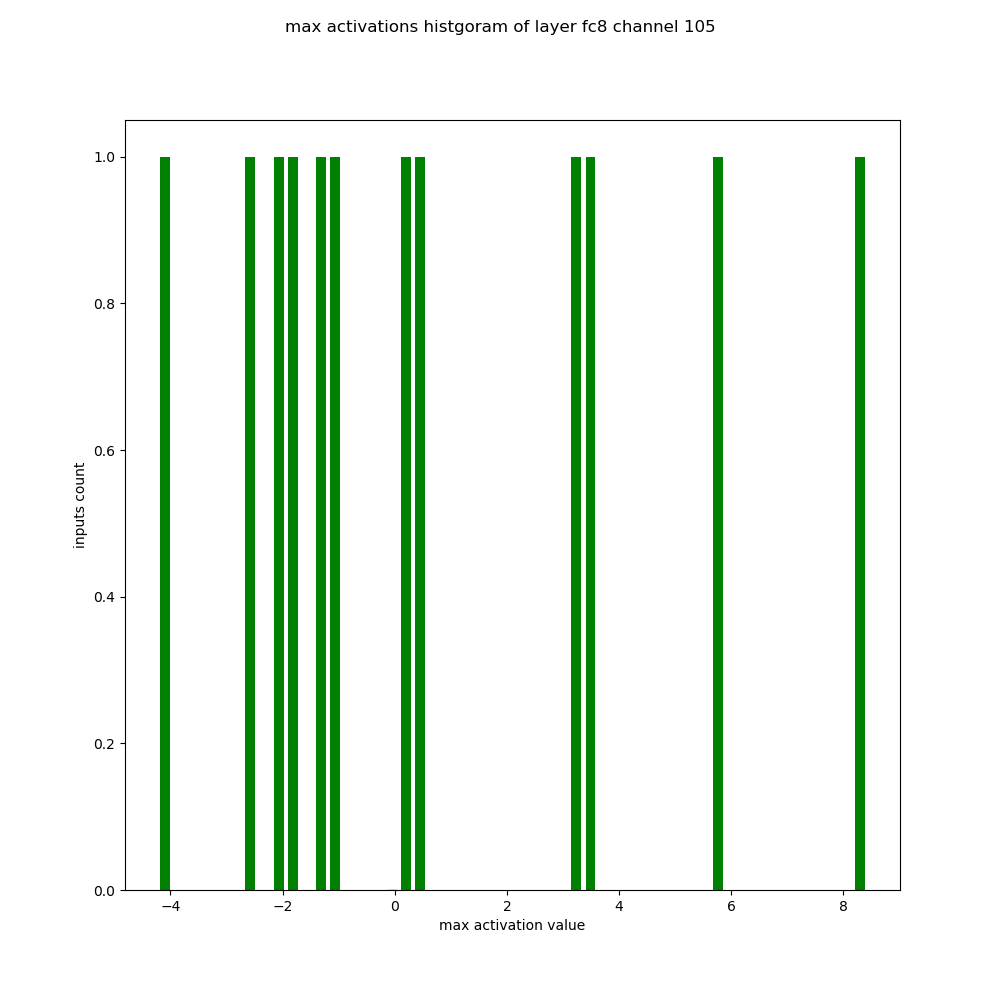 max activations histgoram of layer fc8 channel 105
1.0
0.8
0.6
0.4
0.2
0.0
inputs count
−4 −2 0 2 4 6 8
max activation value